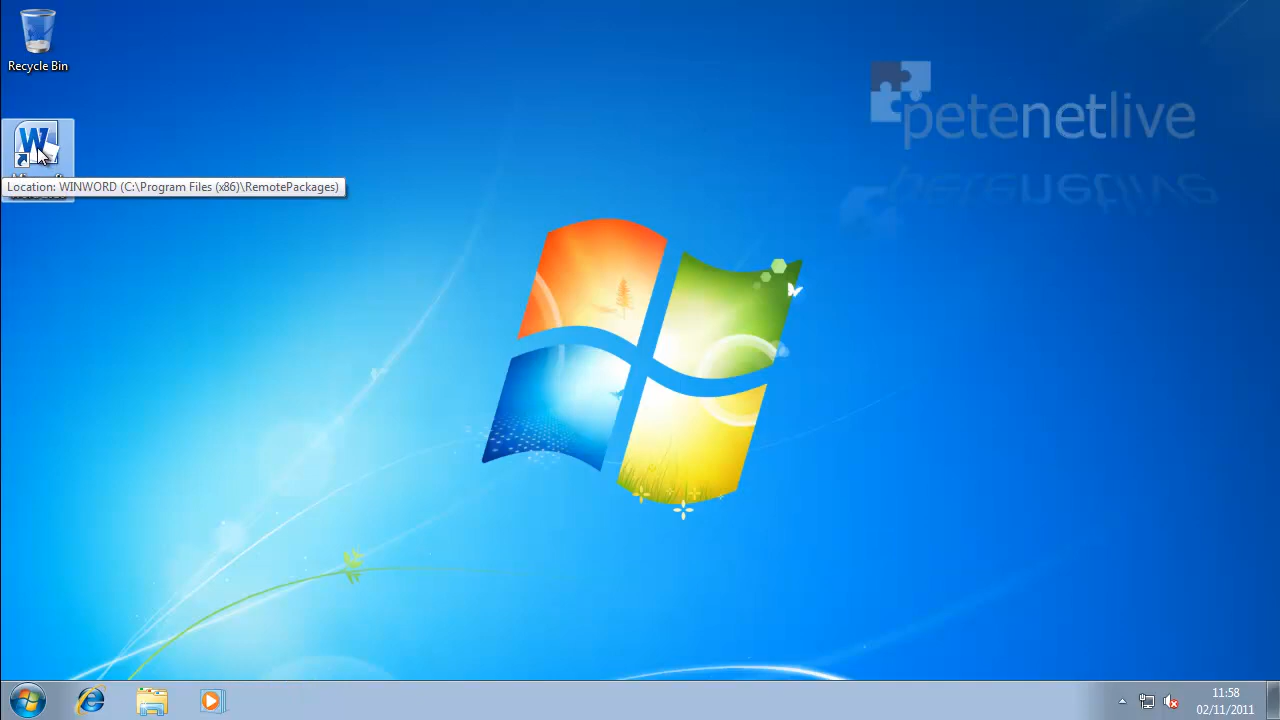 Recycle Bin
W
Location: WINWORD (C:\Program Files (x86)\RemotePackages)
petenetlive
11:58
02/11/2011